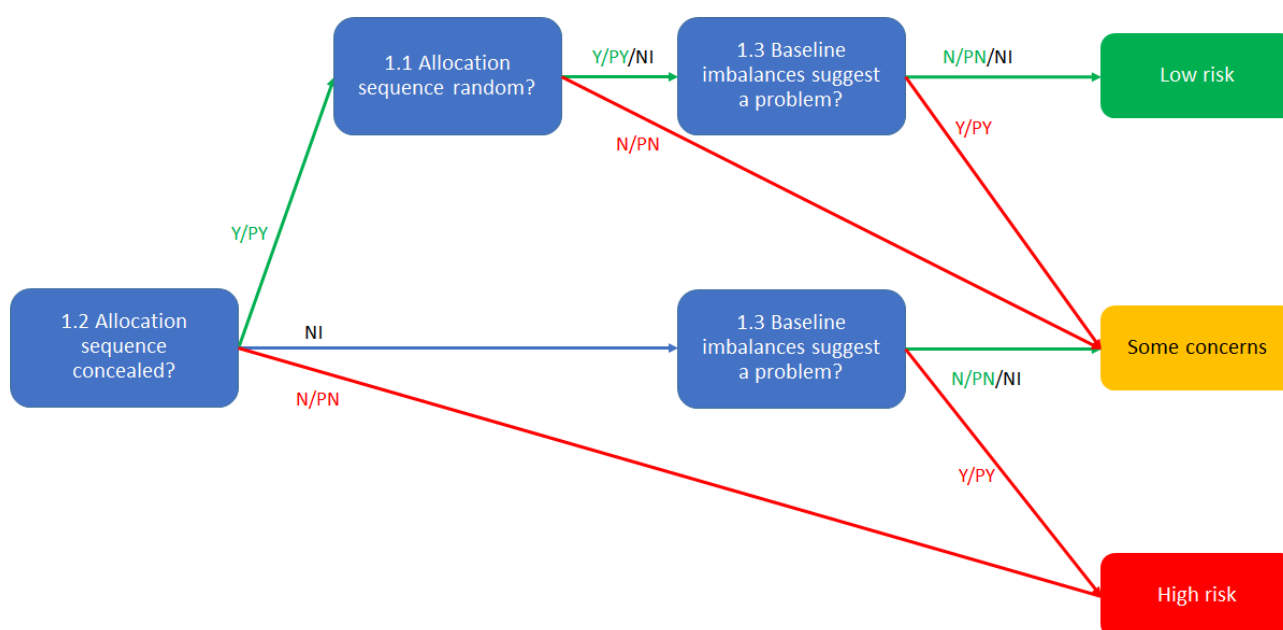 1.1 Allocation
sequence random?
Y/PY/NI
1.3 Baseline
imbalances suggest
a problem?
N/PN/NI
Low risk
N/PN
Y/PY
Y/PY
1.2 Allocation
sequence
concealed?
NI
1.3 Baseline
imbalances suggest
a problem?
Some concerns
N/PN/NI
N/PN
Y/PY
High risk